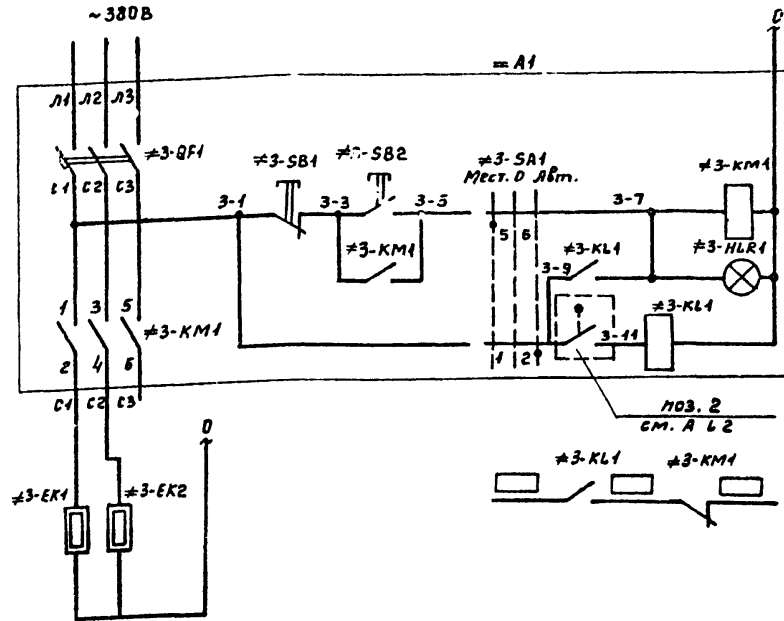 ~380В
=А1
Л1 Л2 Л3
≠3-QF1
С1 С2 С3
≠3-SB1
-SB2
≠3-SA1
Мест. О Авт.
≠3-КМ1
3-1
3-3
3-5
5 6
3-7
≠3-КМ1
≠3-HLR1
≠3-KL1
3-9
≠3-KL1
3-11
1 2
1 3 5
≠3-КМ1
2 4 6
С1 С2 С3
поз. 2
см. А
0
≠3-ЕК1
≠3-ЕК2
≠3-KL1
≠3-КМ1